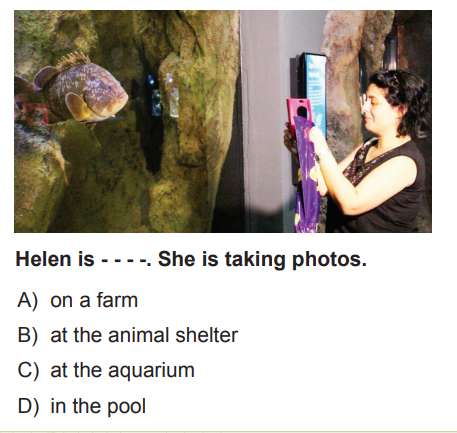 Helen is - - - -. She is taking photos.
A) on a farm
B) at the animal shelter
C) at the aquarium
D) in the pool